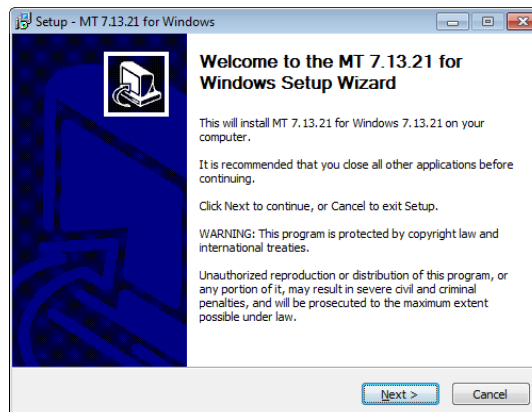 Setup - MT 7.13.21 for Windows
Welcome to the MT 7.13.21 for
Windows Setup Wizard
This will install MT 7.13.21 for Windows 7.13.21 on your
computer.
It is recommended that you close all other applications before
continuing.
Click Next to continue, or Cancel to exit Setup.
WARNING: This program is protected by copyright law and
international treaties.
Unauthorized reproduction or distribution of this program, or
any portion of it, may result in severe civil and criminal
penalties, and will be prosecuted to the maximum extent
possible under law.
Next >
Cancel